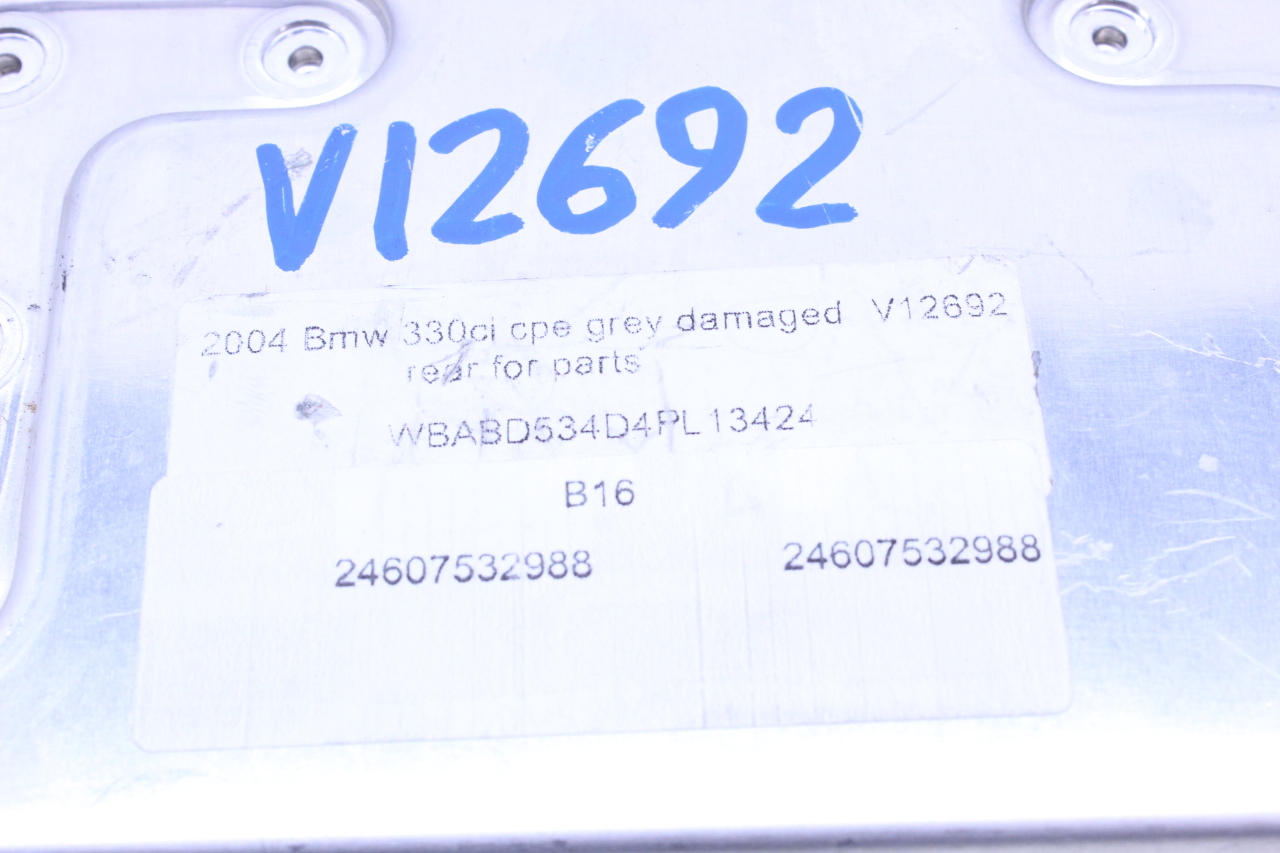 V12692
2004 Bmw 330ci cpe grey damaged V12692
rear for parts
WBABD534D4PL13424
B16
24607532988 24607532988